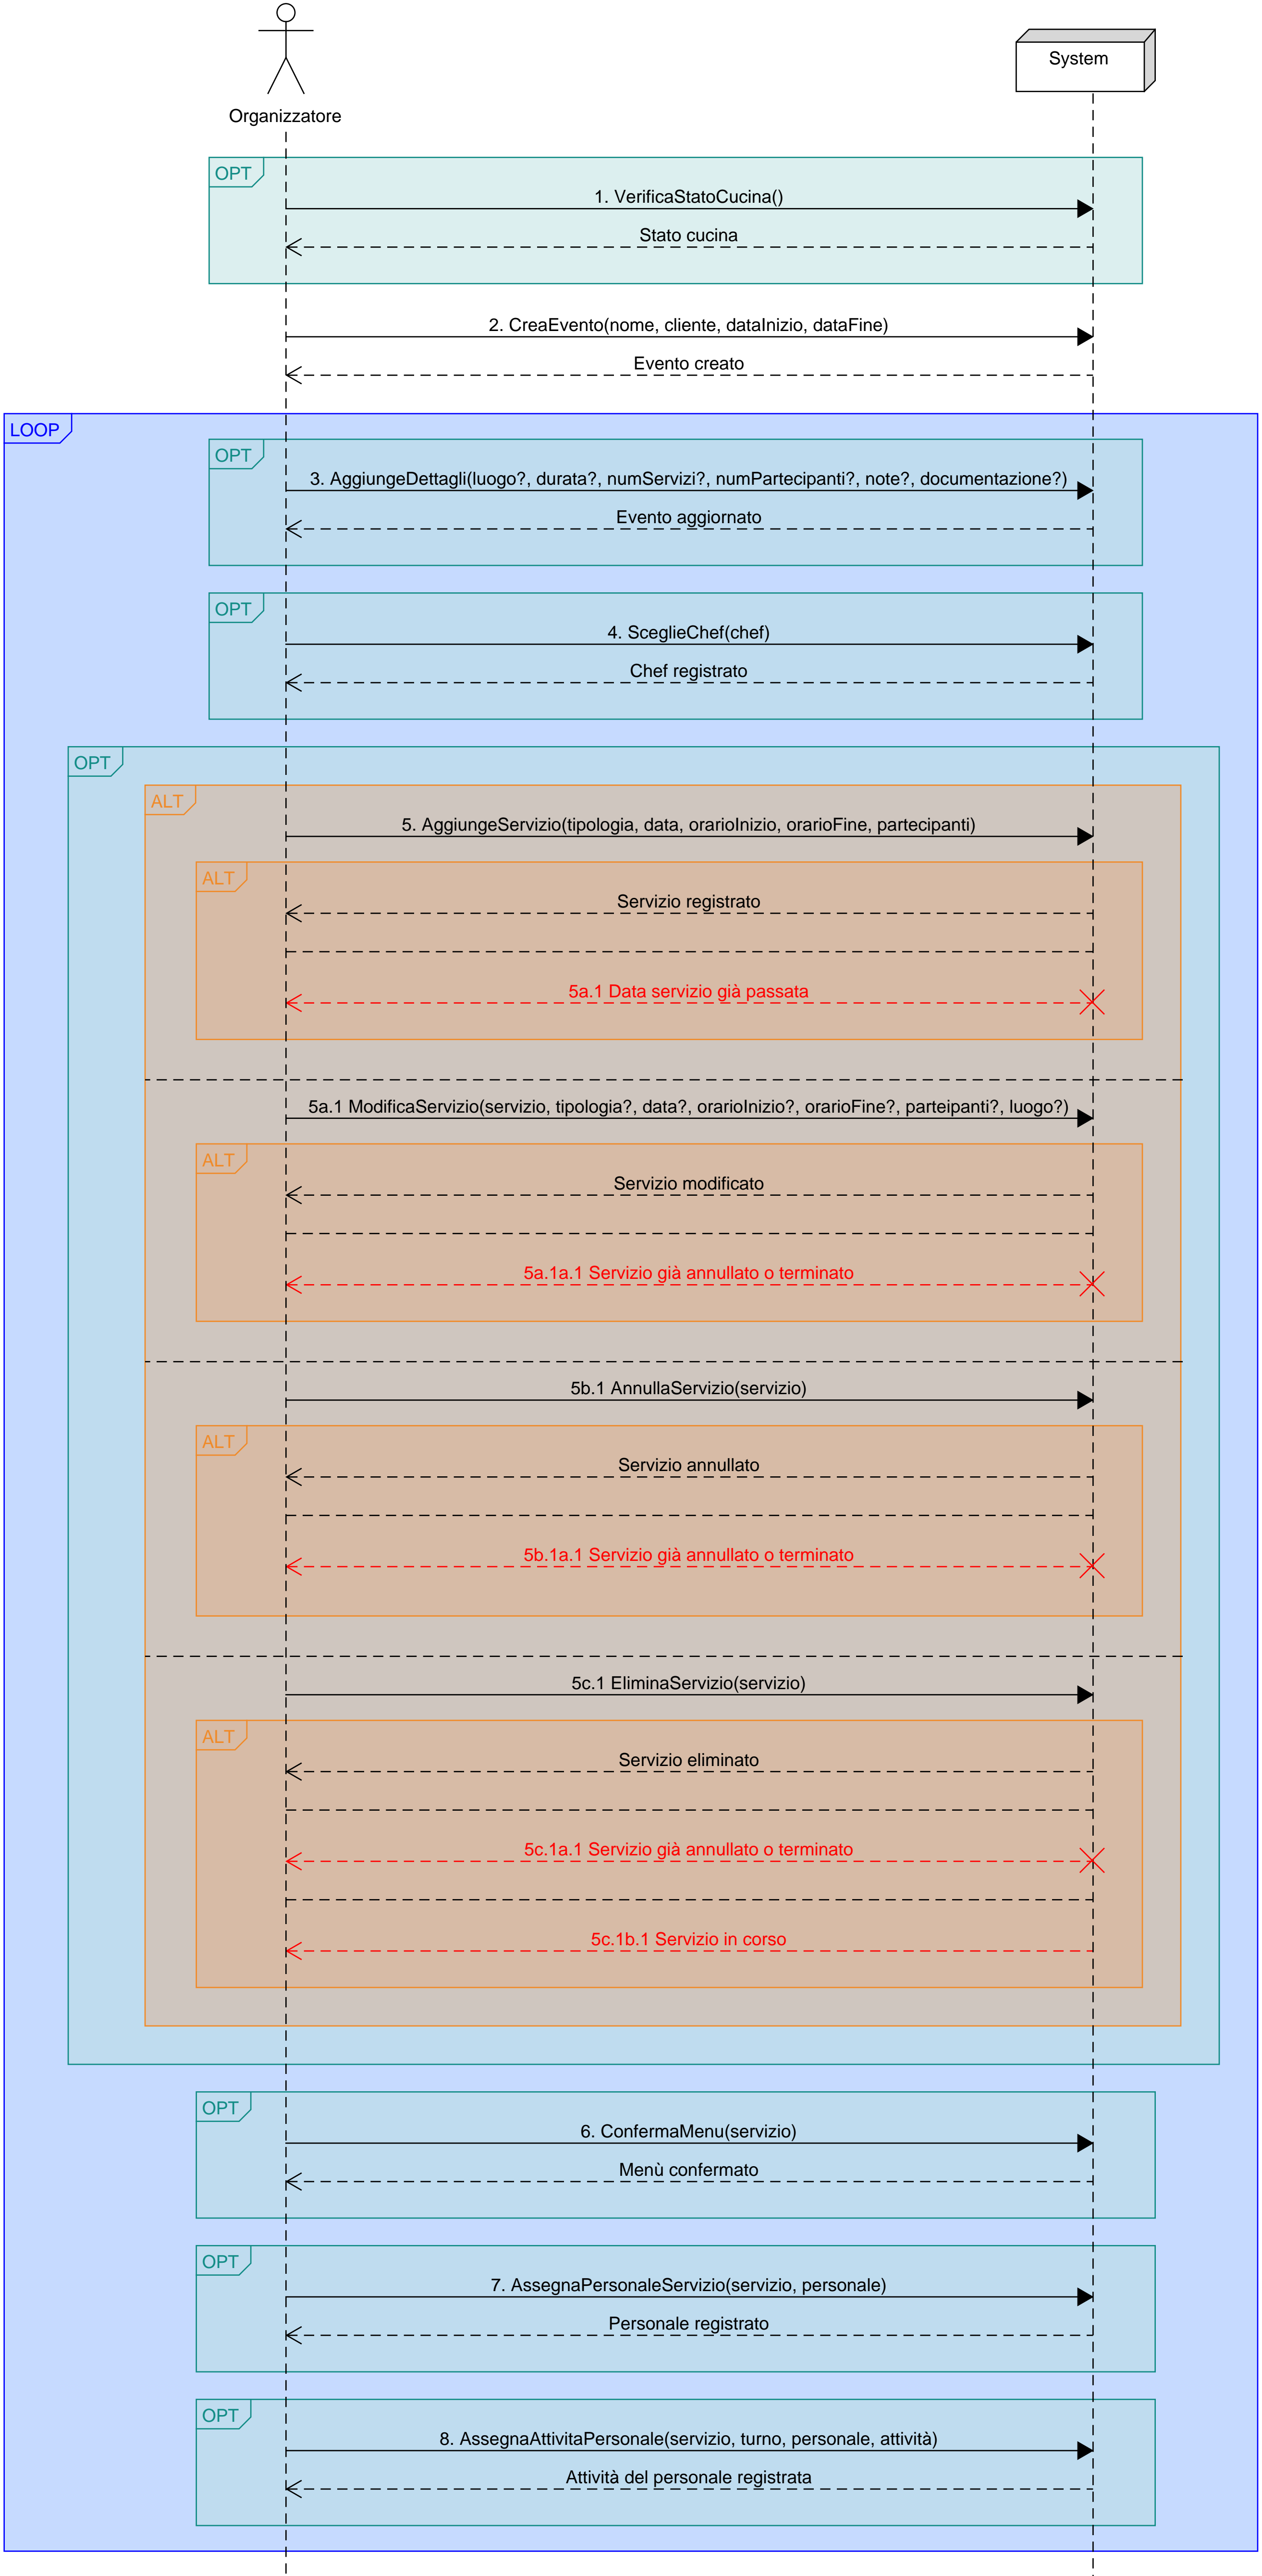 System
Organizzatore
OPT
1. VerificaStatoCucina()
Stato cucina
2. CreaEvento(nome, cliente, dataInizio, dataFine)
Evento creato
LOOP
OPT
3. AggiungeDettagli(luogo?, durata?, numServizi?, numPartecipanti?, note?, documentazione?)
Evento aggiornato
OPT
4. SceglieChef(chef)
Chef registrato
OPT
ALT
5. AggiungeServizio(tipologia, data, orarioInizio, orarioFine, partecipanti)
ALT
Servizio registrato
5a.1 Data servizio già passata
5a.1 ModificaServizio(servizio, tipologia?, data?, orarioInizio?, orarioFine?, parteipanti?, luogo?)
ALT
Servizio modificato
5a.1a.1 Servizio già annullato o terminato
5b.1 AnnullaServizio(servizio)
ALT
Servizio annullato
5b.1a.1 Servizio già annullato o terminato
5c.1 EliminaServizio(servizio)
ALT
Servizio eliminato
5c.1a.1 Servizio già annullato o terminato
5c.1b.1 Servizio in corso
OPT
6. ConfermaMenu(servizio)
Menù confermato
OPT
7. AssegnaPersonaleServizio(servizio, personale)
Personale registrato
OPT
8. AssegnaAttivitaPersonale(servizio, turno, personale, attività)
Attività del personale registrata